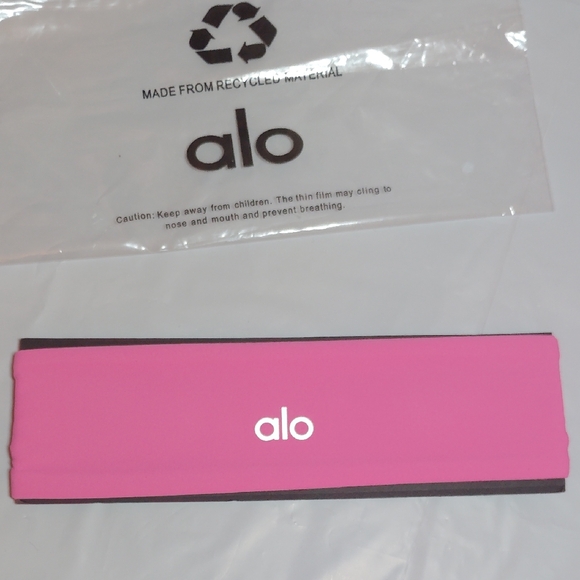 MADE FROM RECYCLED MATERIAL
alo
Caution: Keep away from children. The thin film may cling to
nose and mouth and prevent breathing.
alo